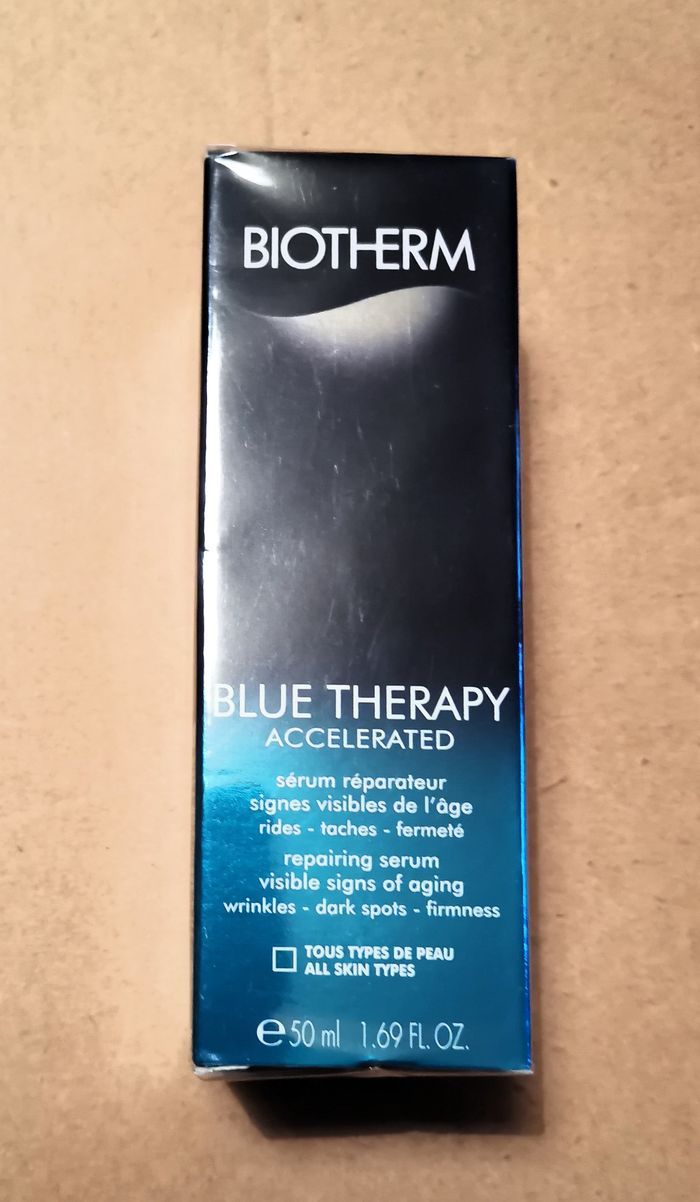 BIOTHERM
BLUE THERAPY
ACCELERATED
sérum réparateur
signes visibles de l'âge
rides - taches - fermeté
repairing serum
visible signs of aging
wrinkles - dark spots - firmness
TOUS TYPES DE PEAU
ALL SKIN TYPES
℮50 ml 1.69 FL. OZ.